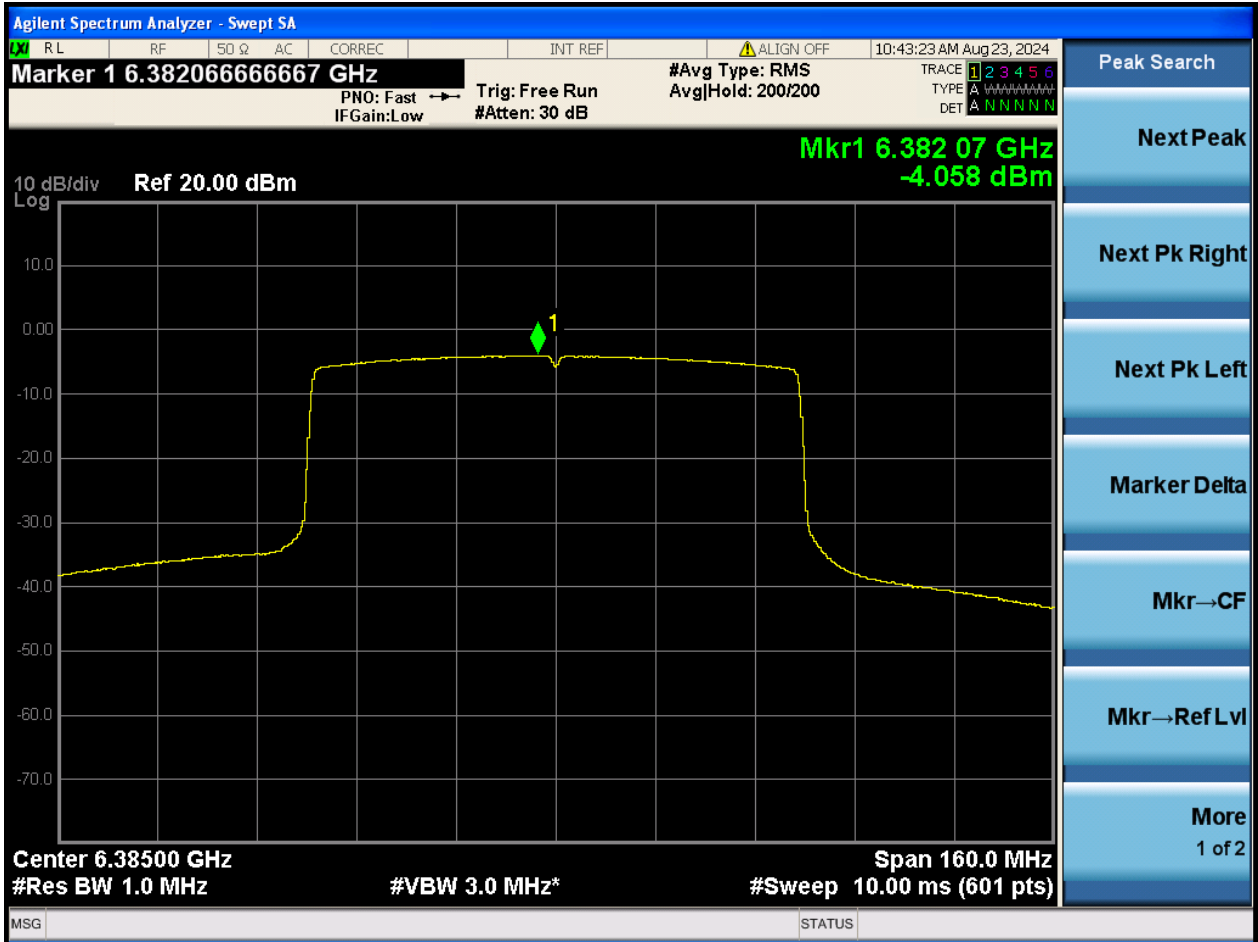 Agilent Spectrum Analyzer - Swept SA
LXI RL RF 50 Ω AC CORREC INT REF ALIGN OFF 10:43:23 AM Aug 23, 2024
Marker 1 6.382066666667 GHz
PNO: Fast
IFGain:Low
Trig: Free Run
#Atten: 30 dB
#Avg Type: RMS
Avg|Hold: 200/200
TRACE 1 2 3 4 5 6
TYPE A WWWWWW
DET A N N N N N
Mkr1 6.382 07 GHz
-4.058 dBm
10 dB/div Ref 20.00 dBm
Log
10.0
0.00
-10.0
-20.0
-30.0
-40.0
-50.0
-60.0
-70.0
1
Center 6.38500 GHz Span 160.0 MHz
#Res BW 1.0 MHz #VBW 3.0 MHz* #Sweep 10.00 ms (601 pts)
MSG STATUS
Peak Search
Next Peak
Next Pk Right
Next Pk Left
Marker Delta
Mkr→CF
Mkr→Ref Lvl
More
1 of 2